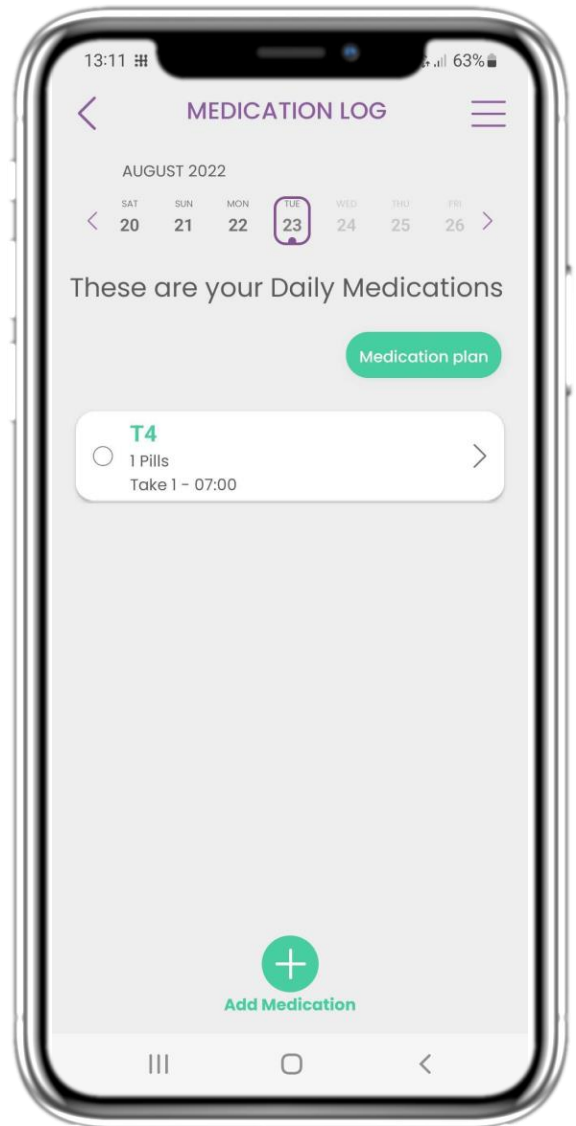 13:11 63%
MEDICATION LOG
AUGUST 2022
SAT SUN MON TUE WED THU FRI
20 21 22 23 24 25 26
These are your Daily Medications
Medication plan
T4
1 Pills
Take 1 - 07:00
Add Medication